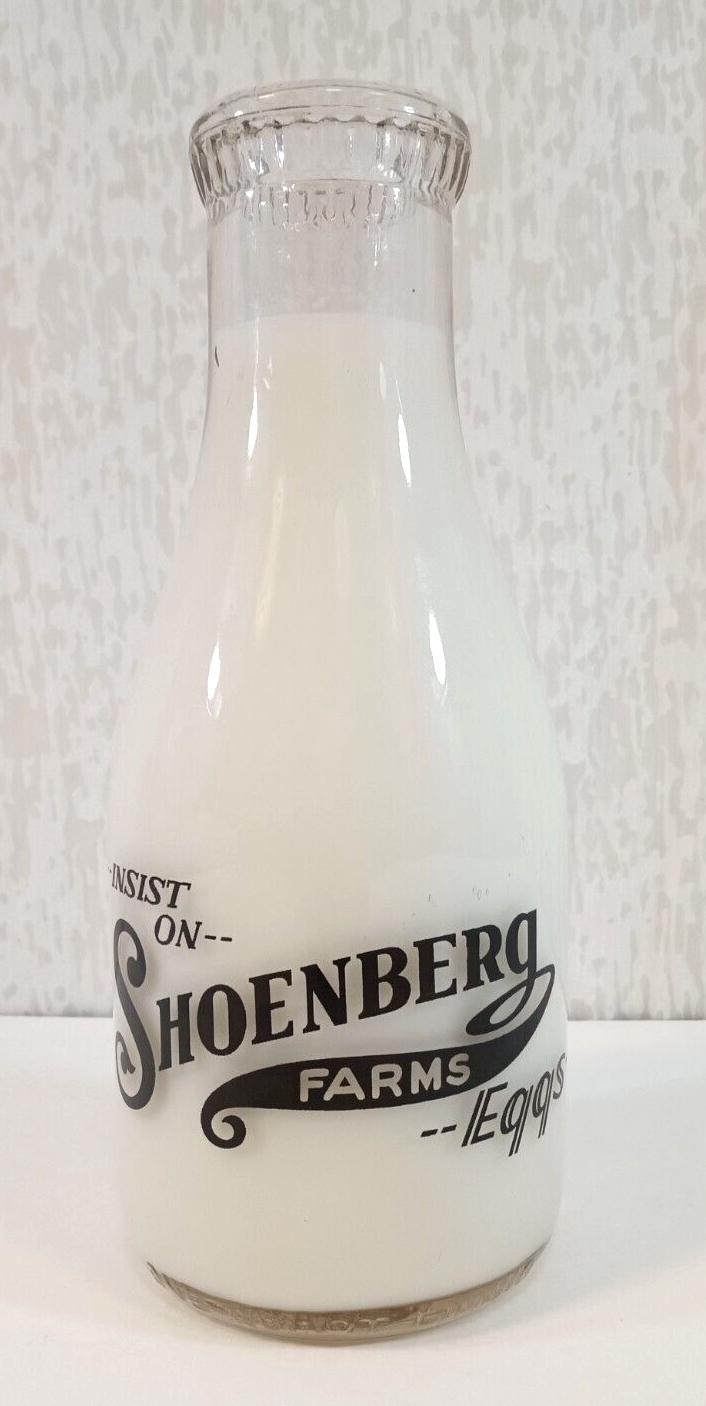 --INSIST
ON--
SHOENBERG
FARMS
--Eggs